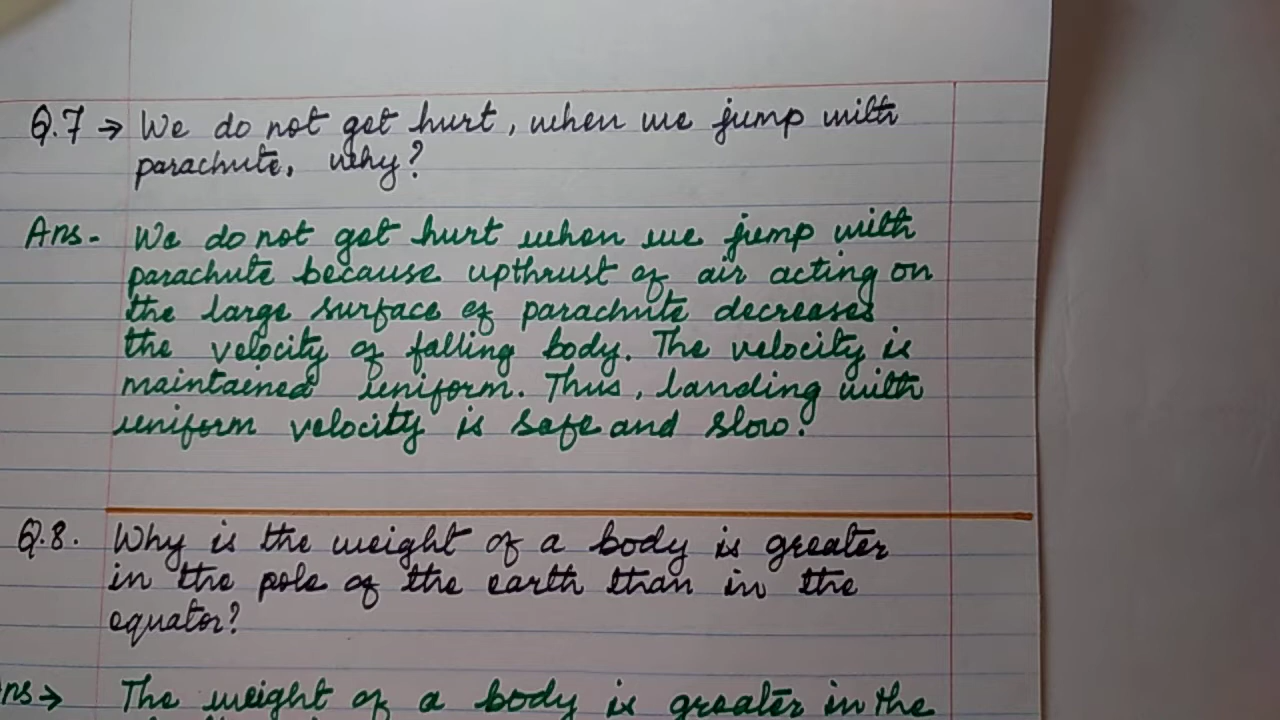 Q.7 → We do not get hurt, when we jump with
parachute, why?
Ans- We do not get hurt when we jump with
parachute because upthrust of air acting on
the large surface of parachute decreases
the velocity of falling body. The velocity is
maintained uniform. Thus, landing with
uniform velocity is safe and slow.
Q.8. Why is the weight of a body is greater
in the pole of the earth than in the
equator?
ns→ The weight of a body is greater in the